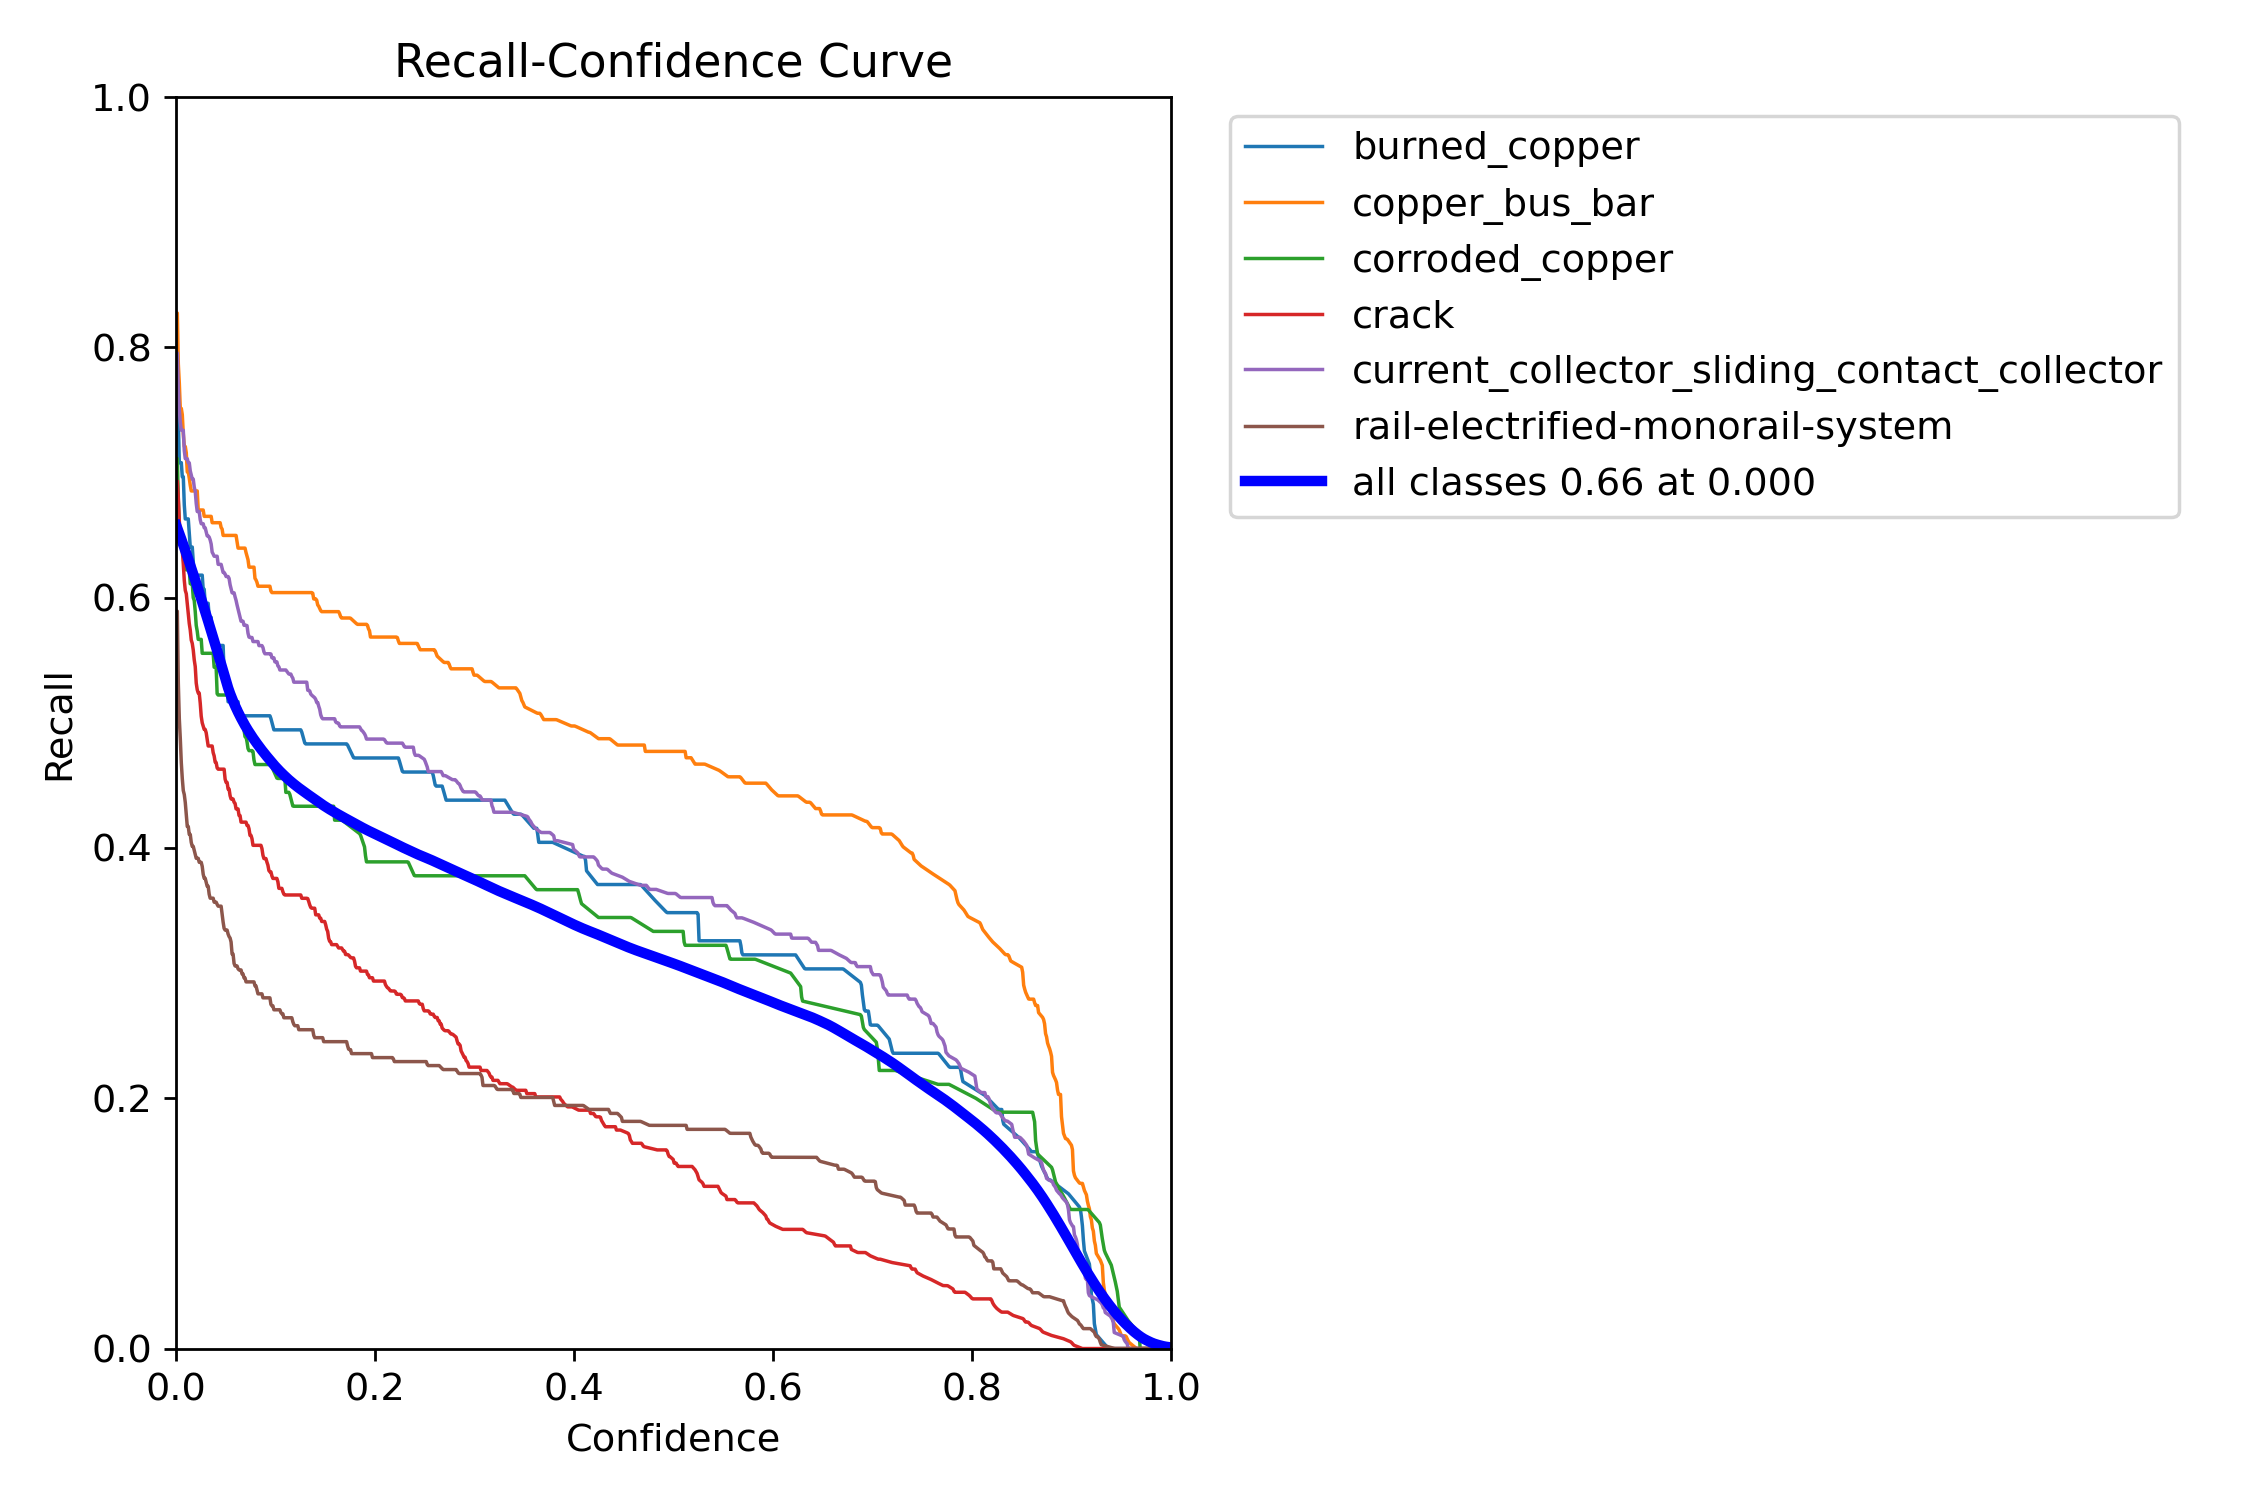 Recall-Confidence Curve
1.0
0.8
0.6
0.4
0.2
0.0
Recall
0.0 0.2 0.4 0.6 0.8 1.0
Confidence
burned_copper
copper_bus_bar
corroded_copper
crack
current_collector_sliding_contact_collector
rail-electrified-monorail-system
all classes 0.66 at 0.000